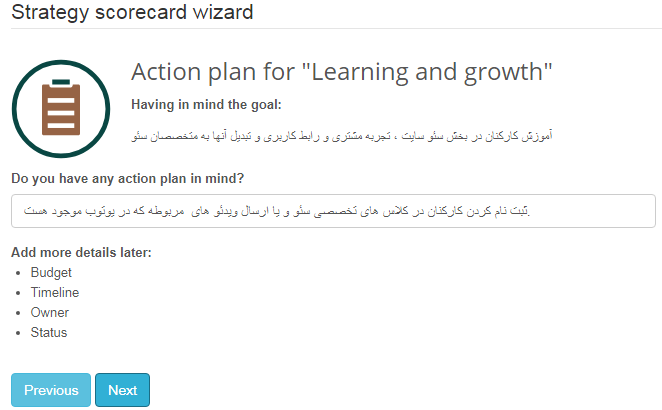 Strategy scorecard wizard
Action plan for "Learning and growth"
Having in mind the goal:
آموزش کارکنان در بخش سئو سایت ، تجربه مشتری و رابط کاربری و تبدیل آنها به متخصصان سئو
Do you have any action plan in mind?
ثبت نام کردن کارکنان در کلاس های تخصصی سئو و یا ارسال ویدئو های مربوطه که در یوتوب موجود هست.
Add more details later:
Budget
Timeline
Owner
Status
Previous Next